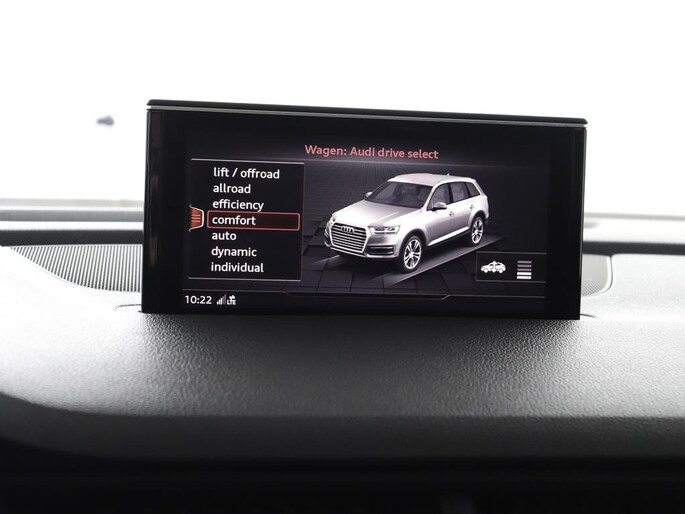 Wagen: Audi drive select
lift / offroad
allroad
efficiency
comfort
auto
dynamic
individual
10:22 LTE